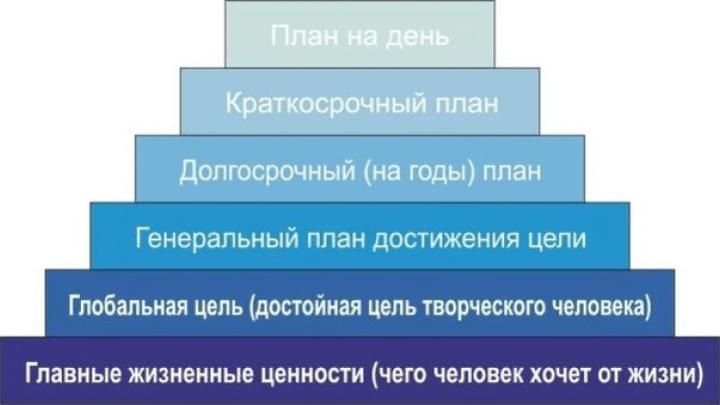 План на день
Краткосрочный план
Долгосрочный (на годы) план
Генеральный план достижения цели
Глобальная цель (достойная цель творческого человека)
Главные жизненные ценности (чего человек хочет от жизни)